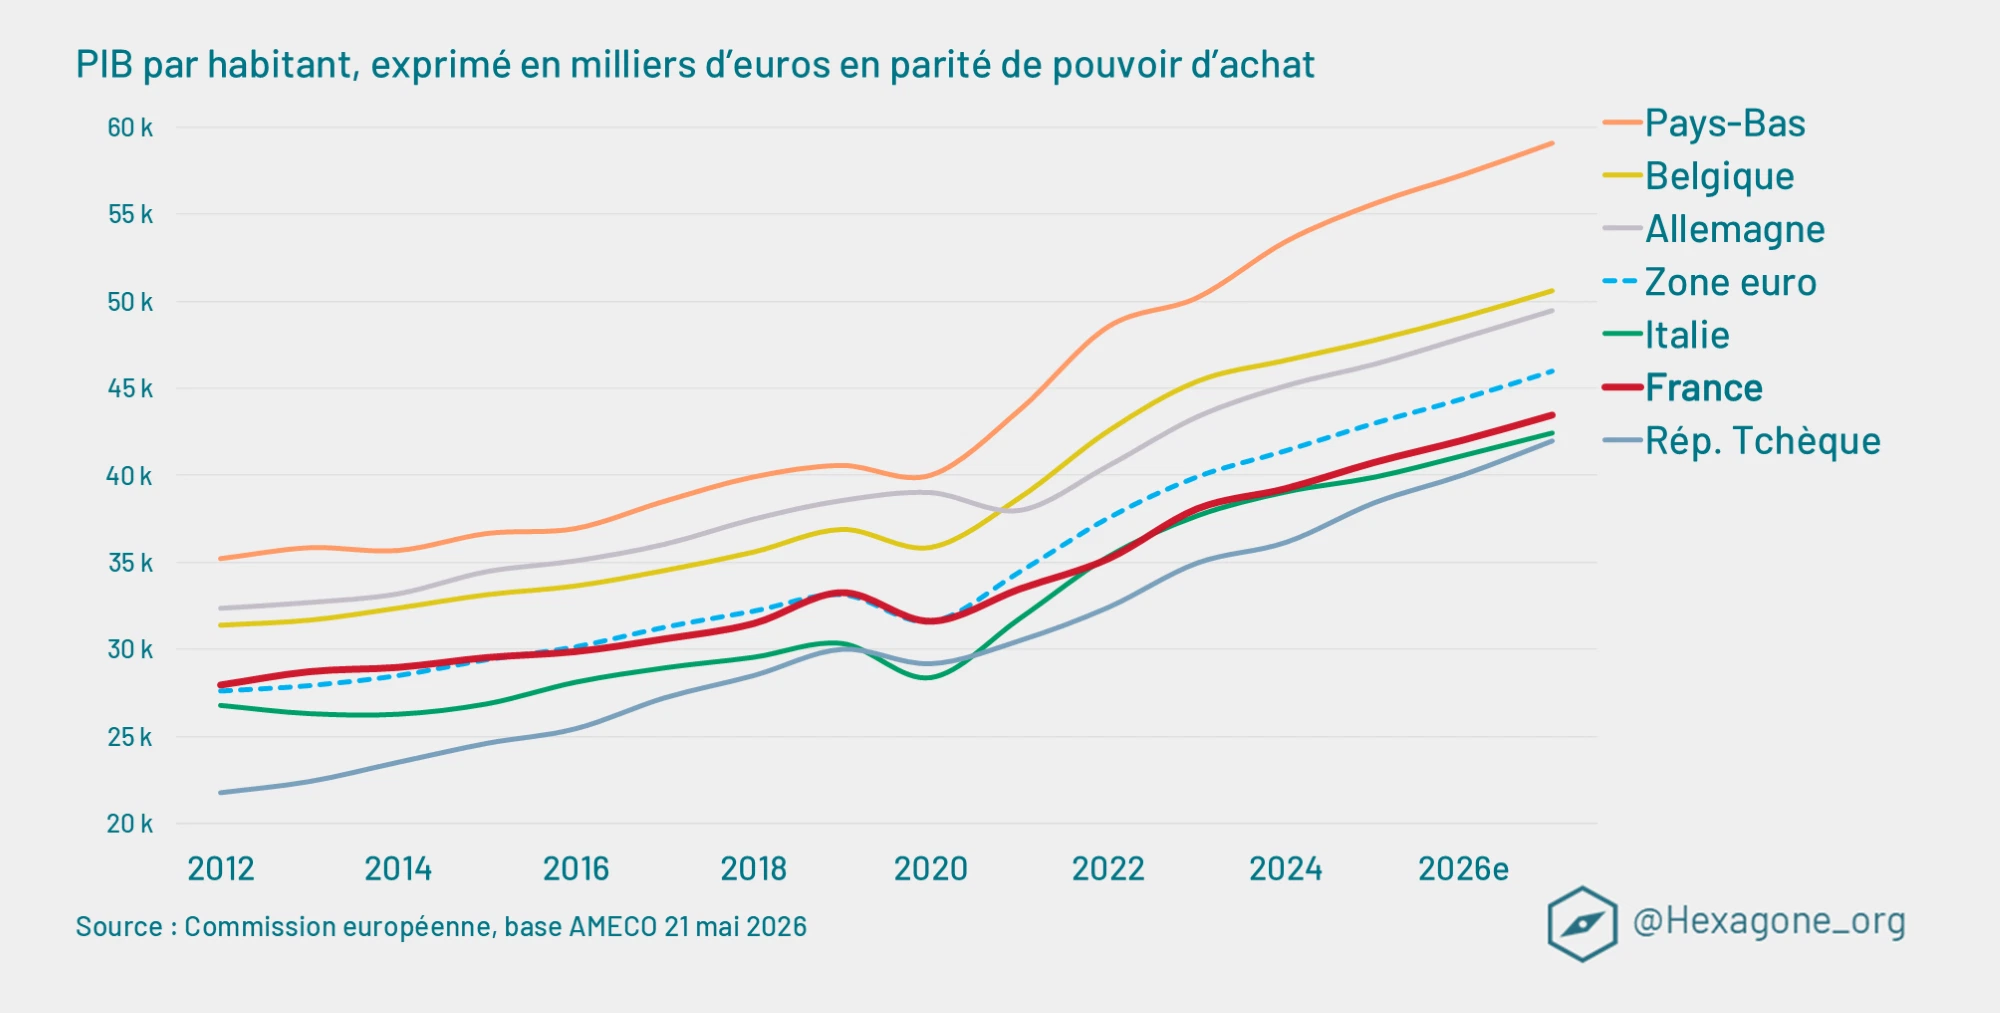 PIB par habitant, exprimé en milliers d’euros en parité de pouvoir d’achat
60 k
55 k
50 k
45 k
40 k
35 k
30 k
25 k
20 k
2012 2014 2016 2018 2020 2022 2024 2026e
Pays-Bas
Belgique
Allemagne
Zone euro
Italie
France
Rép. Tchèque
Source : Commission européenne, base AMECO 21 mai 2026
@Hexagone_org